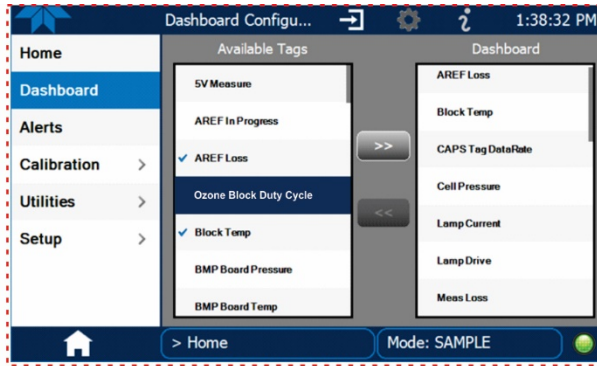 Dashboard Configu... 1:38:32 PM
Home
Dashboard
Alerts
Calibration >
Utilities >
Setup >
Available Tags
5V Measure
AREF In Progress
AREF Loss
Ozone Block Duty Cycle
Block Temp
BMP Board Pressure
BMP Board Temp
>>
<<
Dashboard
AREF Loss
Block Temp
CAPS Tag DataRate
Cell Pressure
Lamp Current
Lamp Drive
Meas Loss
> Home
Mode: SAMPLE